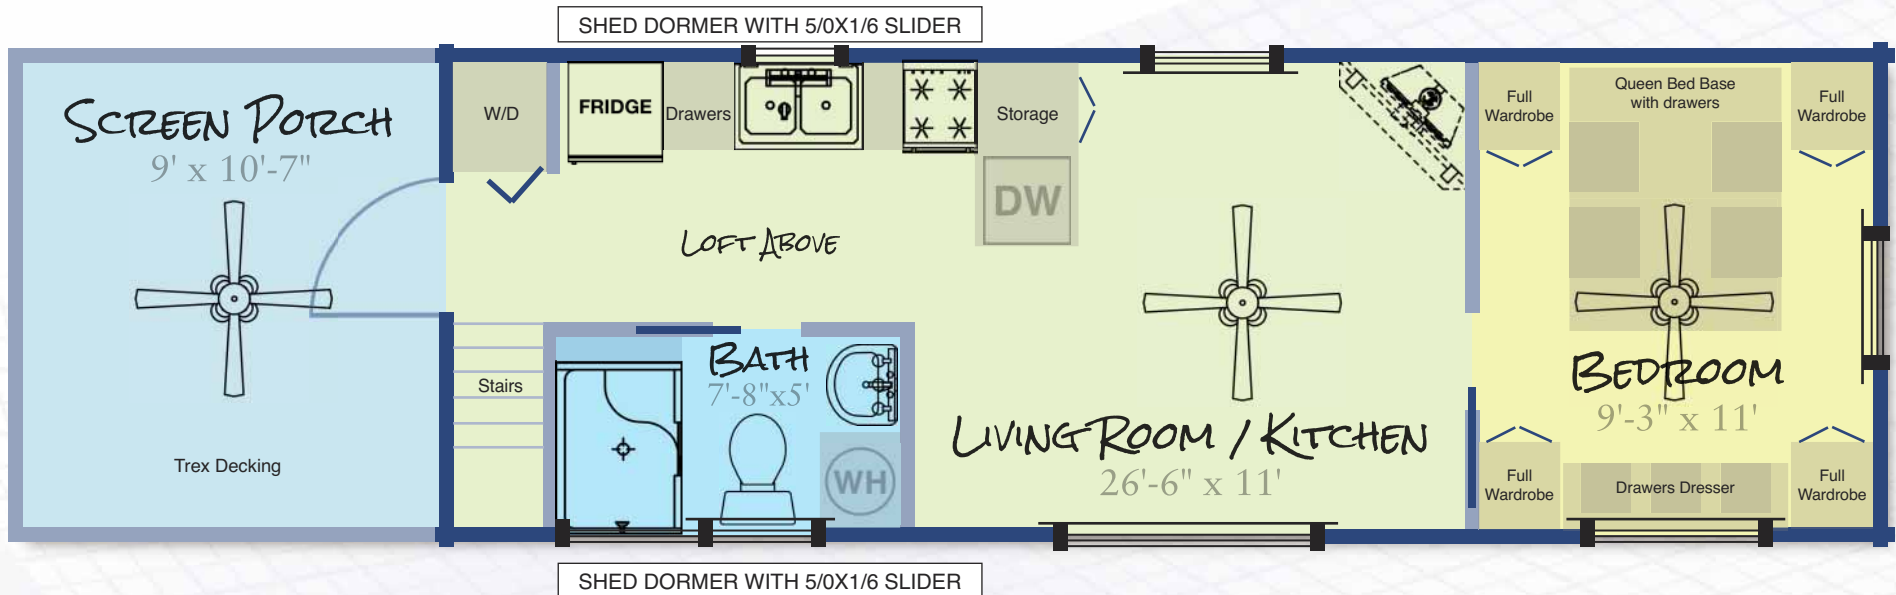 SHED DORMER WITH 5/0X1/6 SLIDER
SCREEN PORCH
9' x 10'-7"
Trex Decking
W/D
FRIDGE
Drawers
Storage
DW
LOFT ABOVE
Stairs
BATH
7'-8"x5'
WH
LIVING ROOM / KITCHEN
26'-6" x 11'
Full
Wardrobe
Queen Bed Base
with drawers
Full
Wardrobe
BEDROOM
9'-3" x 11'
Full
Wardrobe
Drawers Dresser
Full
Wardrobe
SHED DORMER WITH 5/0X1/6 SLIDER